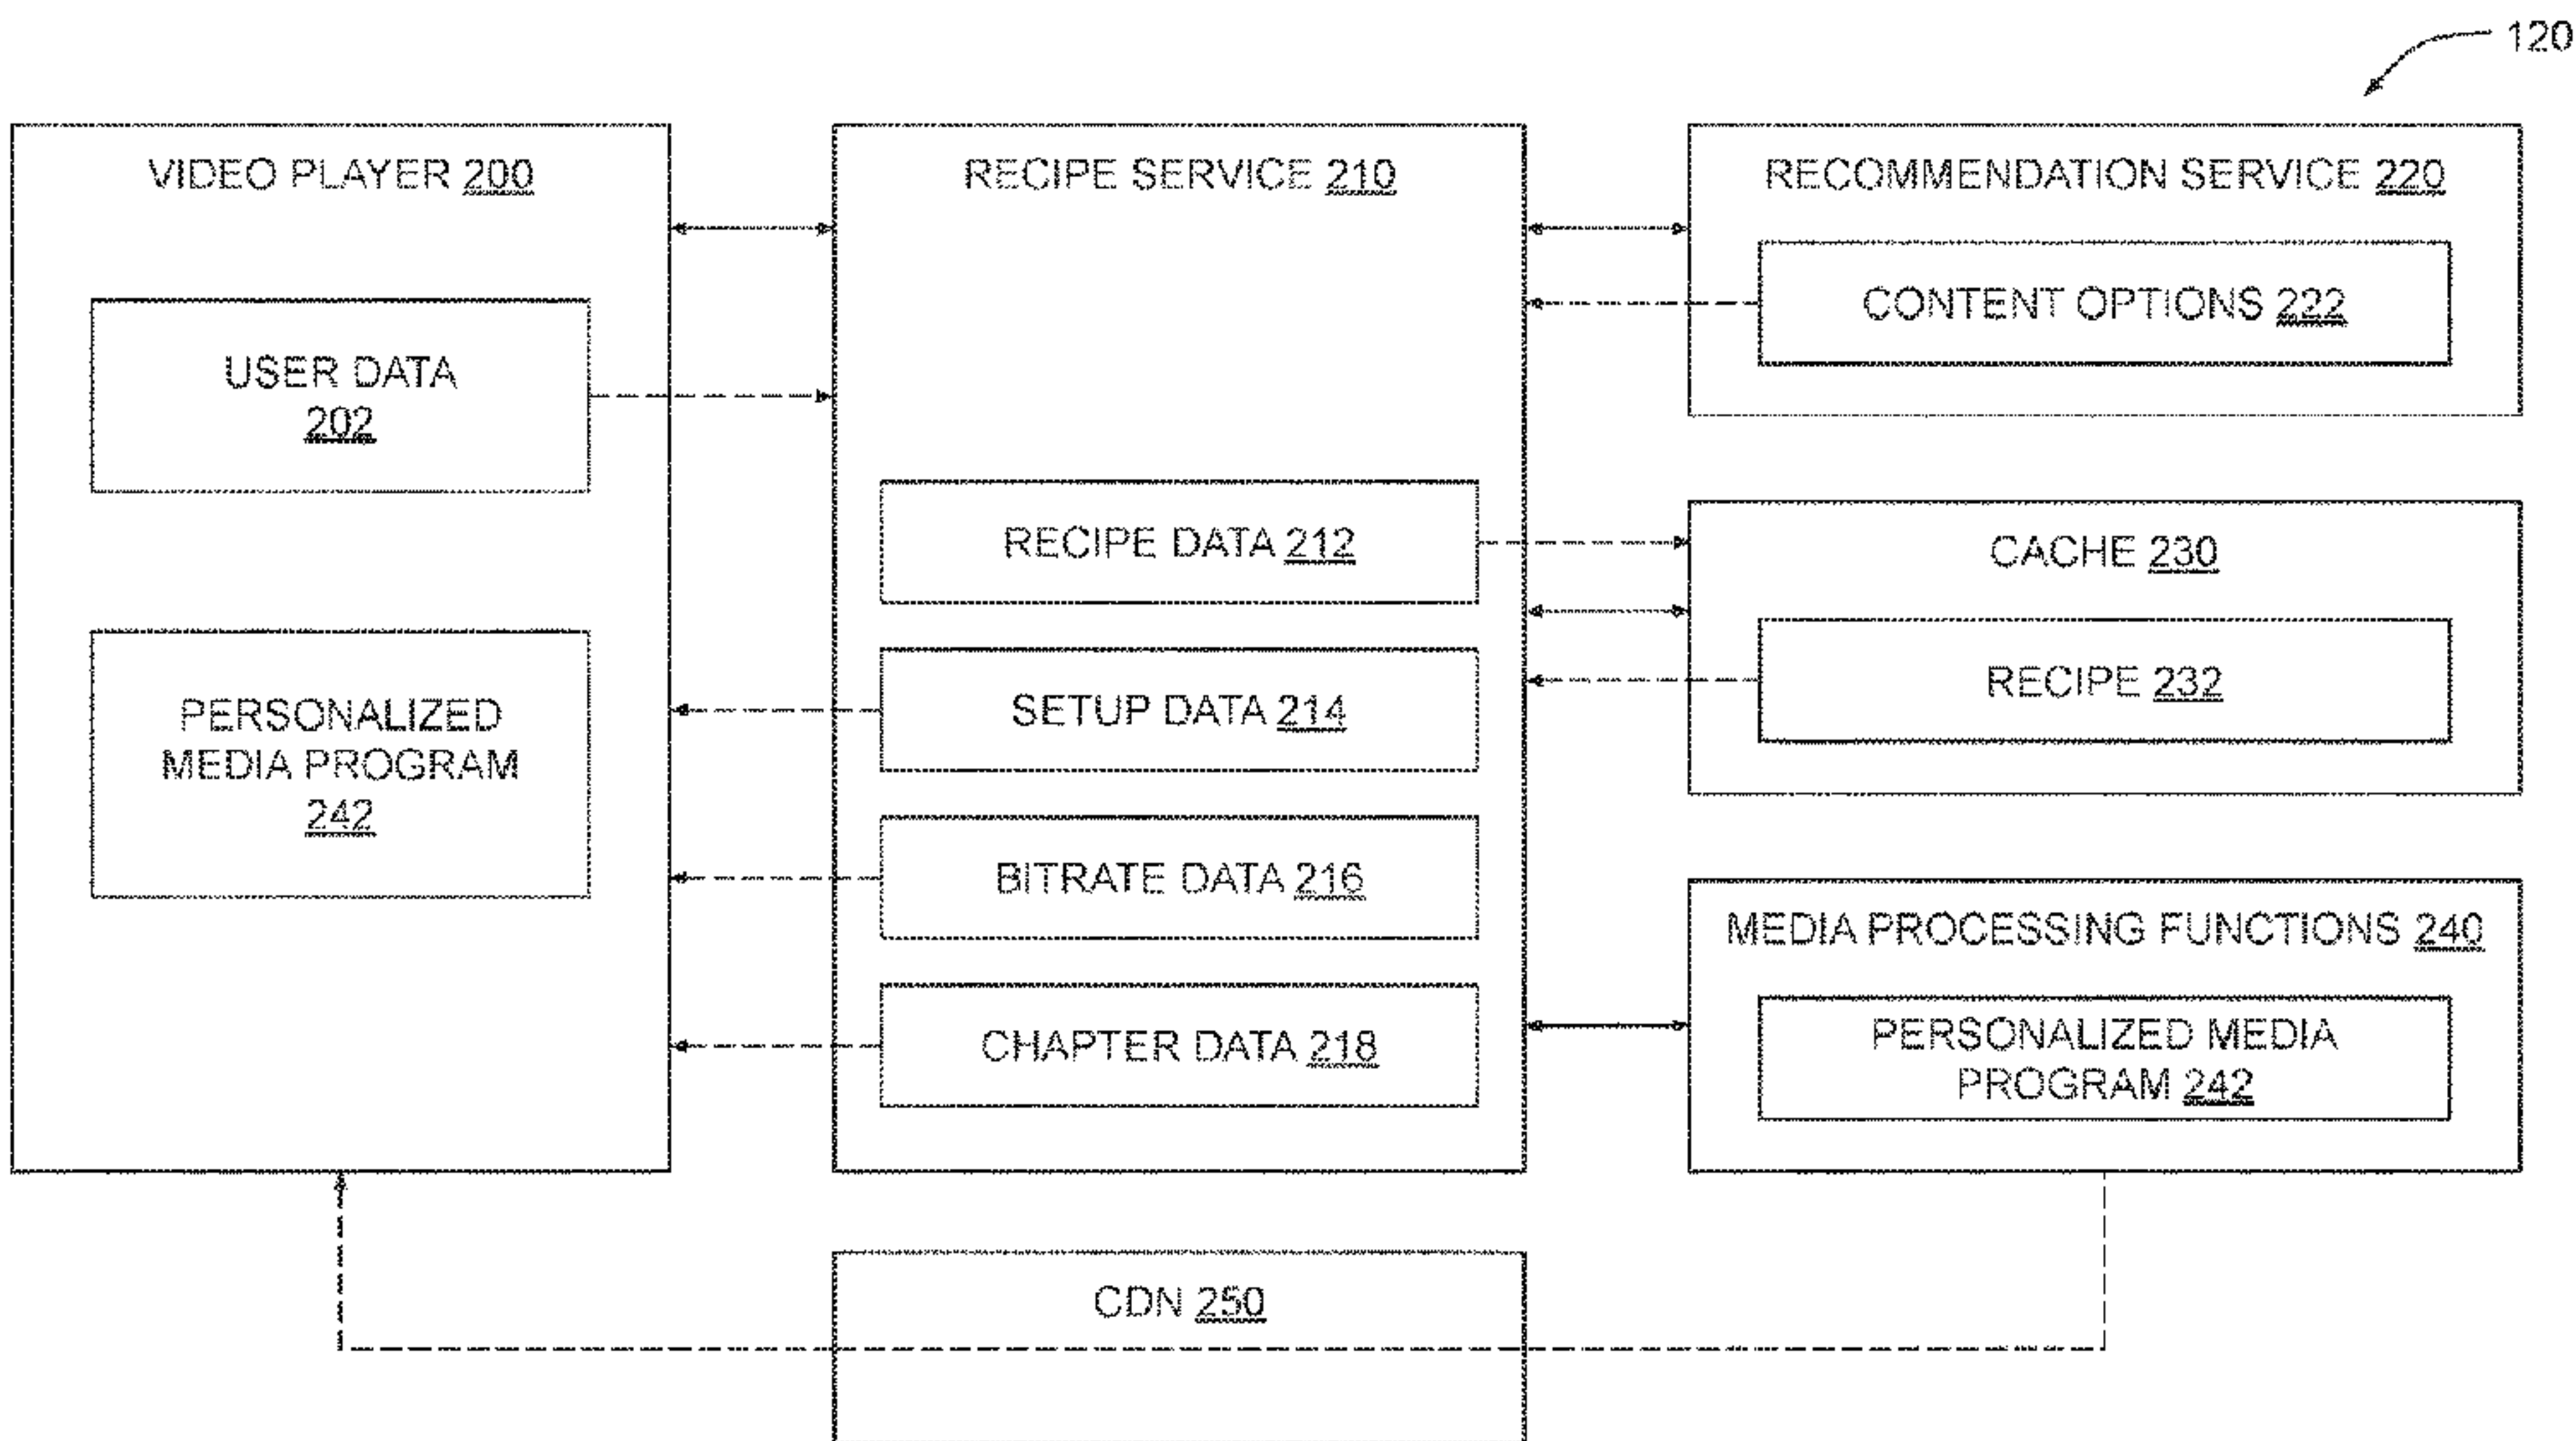 120
VIDEO PLAYER 200
USER DATA
202
PERSONALIZED
MEDIA PROGRAM
242
RECIPE SERVICE 210
RECIPE DATA 212
SETUP DATA 214
BITRATE DATA 216
CHAPTER DATA 218
RECOMMENDATION SERVICE 220
CONTENT OPTIONS 222
CACHE 230
RECIPE 232
MEDIA PROCESSING FUNCTIONS 240
PERSONALIZED MEDIA
PROGRAM 242
CDN 250